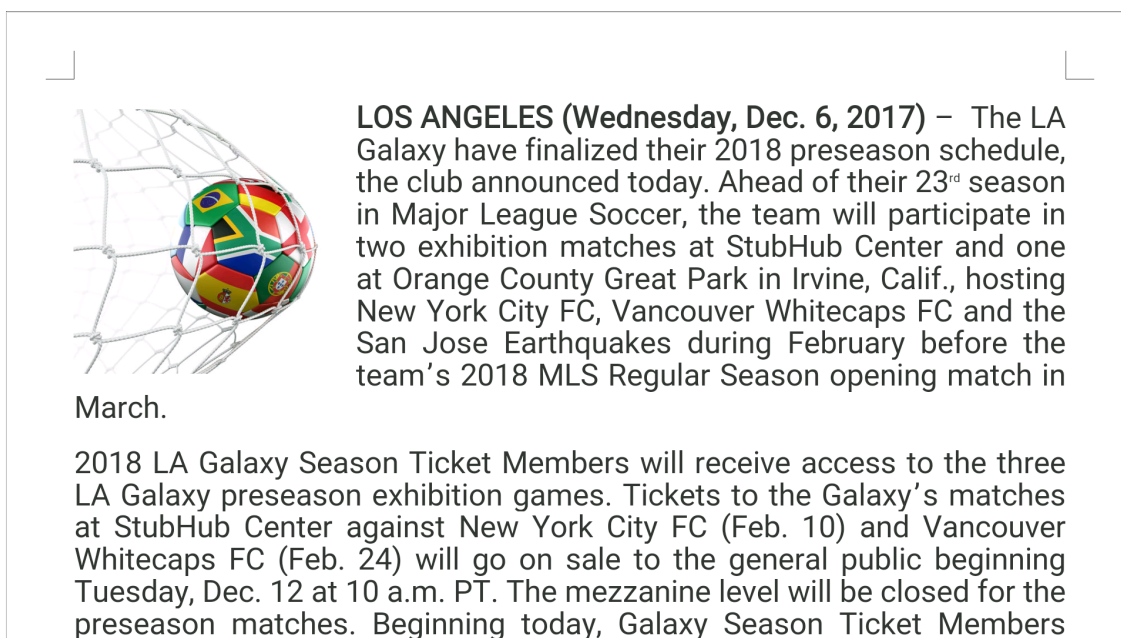 LOS ANGELES (Wednesday, Dec. 6, 2017) – The LA
Galaxy have finalized their 2018 preseason schedule,
the club announced today. Ahead of their 23rd season
in Major League Soccer, the team will participate in
two exhibition matches at StubHub Center and one
at Orange County Great Park in Irvine, Calif., hosting
New York City FC, Vancouver Whitecaps FC and the
San Jose Earthquakes during February before the
team’s 2018 MLS Regular Season opening match in
March.
2018 LA Galaxy Season Ticket Members will receive access to the three
LA Galaxy preseason exhibition games. Tickets to the Galaxy’s matches
at StubHub Center against New York City FC (Feb. 10) and Vancouver
Whitecaps FC (Feb. 24) will go on sale to the general public beginning
Tuesday, Dec. 12 at 10 a.m. PT. The mezzanine level will be closed for the
preseason matches. Beginning today, Galaxy Season Ticket Members